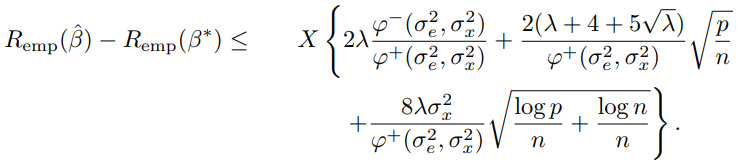 R_emp(β̂) − R_emp(β*) ≤ X { 2λ φ⁻(σ_e², σ_x²) / φ⁺(σ_e², σ_x²) + 2(λ + 4 + 5√λ) / φ⁺(σ_e², σ_x²) √(p/n)
+ 8λσ_x² / φ⁺(σ_e², σ_x²) √(log p / n + log n / n) } .